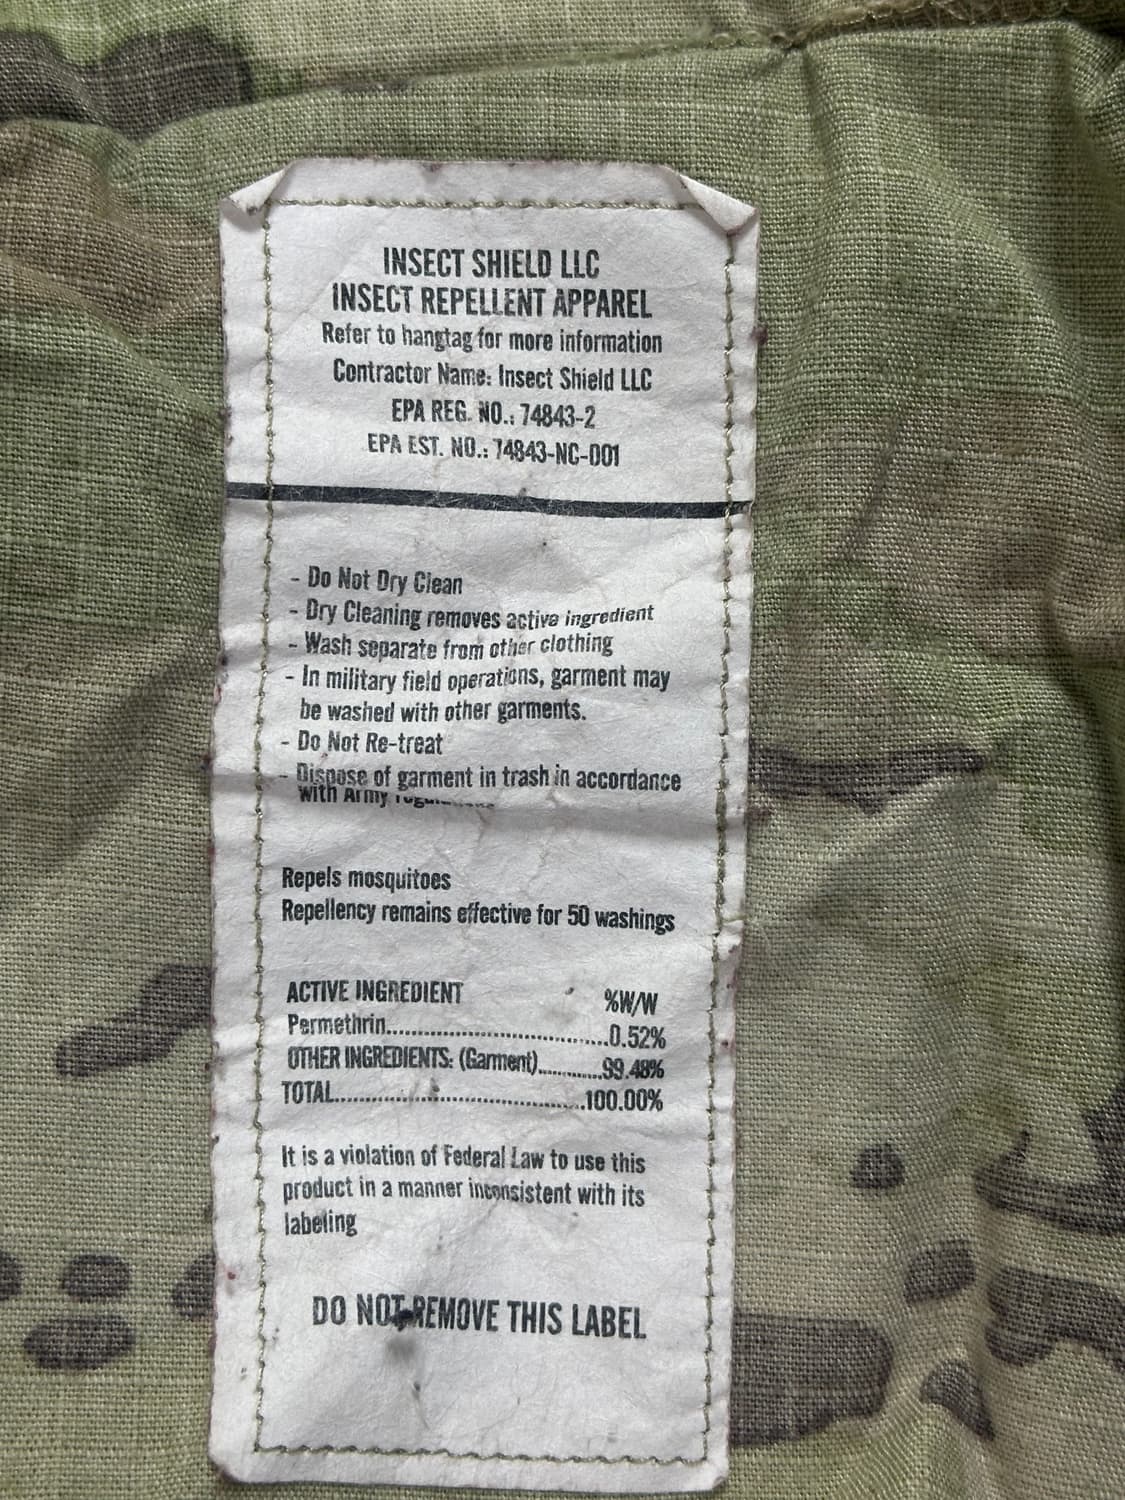 INSECT SHIELD LLC
INSECT REPELLENT APPAREL
Refer to hangtag for more information
Contractor Name: Insect Shield LLC
EPA REG. NO.: 74843-2
EPA EST. NO.: 74843-NC-001
- Do Not Dry Clean
- Dry Cleaning removes active ingredient
- Wash separate from other clothing
- In military field operations, garment may
be washed with other garments.
- Do Not Re-treat
- Dispose of garment in trash in accordance
with Army
Repels mosquitoes
Repellency remains effective for 50 washings
ACTIVE INGREDIENT %W/W
Permethrin..............................0.52%
OTHER INGREDIENTS: (Garment)............99.48%
TOTAL..............................100.00%
It is a violation of Federal Law to use this
product in a manner inconsistent with its
labeling
DO NOT REMOVE THIS LABEL